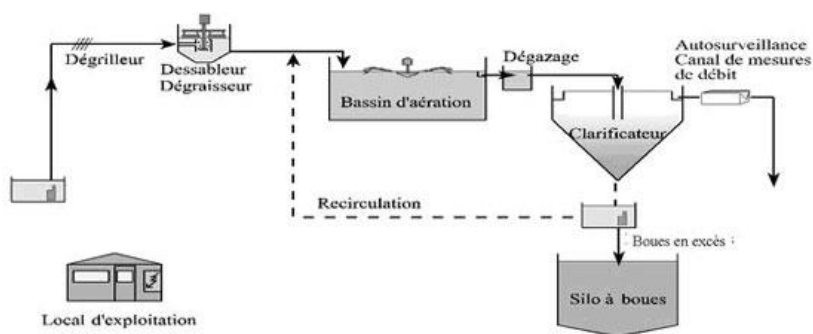 Dégrilleur
Dessableur
Dégraisseur
Bassin d'aération
Dégazage
Autosurveillance
Canal de mesures
de débit
Clarificateur
Recirculation
Boues en excès :
Silo à boues
Local d'exploitation